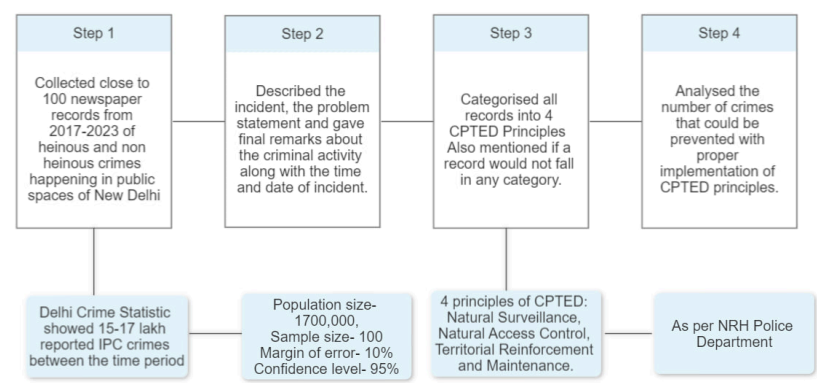 Step 1
Collected close to
100 newspaper
records from
2017-2023 of
heinous and non
heinous crimes
happening in public
spaces of New Delhi
Step 2
Described the
incident, the problem
statement and gave
final remarks about
the criminal activity
along with the time
and date of incident.
Step 3
Categorised all
records into 4
CPTED Principles
Also mentioned if a
record would not fall
in any category.
Step 4
Analysed the
number of crimes
that could be
prevented with
proper
implementation of
CPTED principles.
Delhi Crime Statistic
showed 15-17 lakh
reported IPC crimes
between the time period
Population size-
1700,000,
Sample size- 100
Margin of error- 10%
Confidence level- 95%
4 principles of CPTED:
Natural Surveillance,
Natural Access Control,
Territorial Reinforcement
and Maintenance.
As per NRH Police
Department